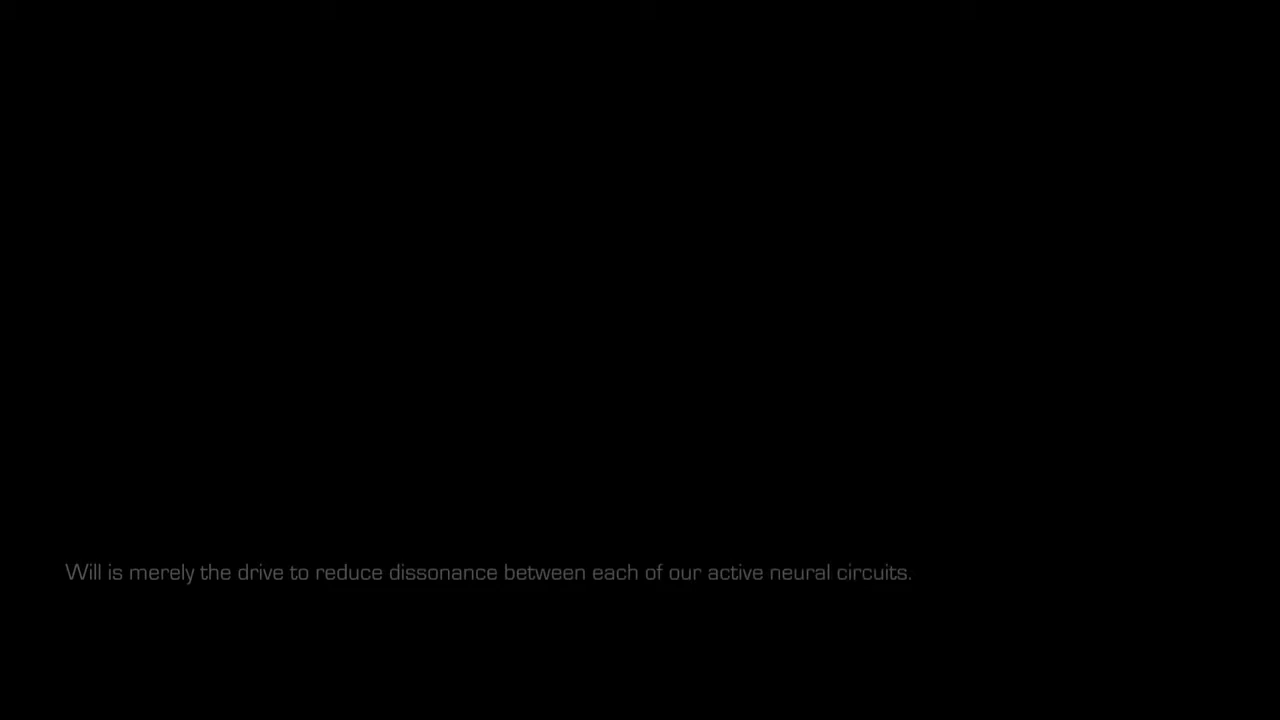 Will is merely the drive to reduce dissonance between each of our active neural circuits.